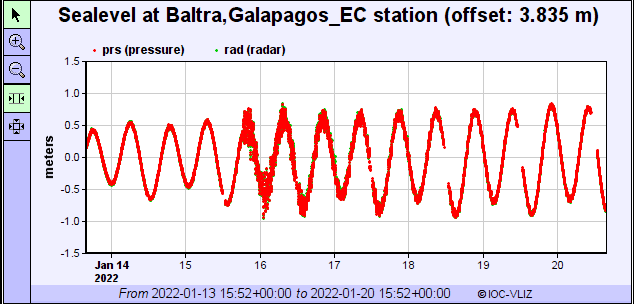 Sealevel at Baltra,Galapagos_EC station (offset: 3.835 m)
prs (pressure) rad (radar)
1.5
1.0
0.5
0.0
-0.5
-1.0
-1.5
meters
Jan 14 15 16 17 18 19 20
2022
From 2022-01-13 15:52+00:00 to 2022-01-20 15:52+00:00 ©IOC-VLIZ